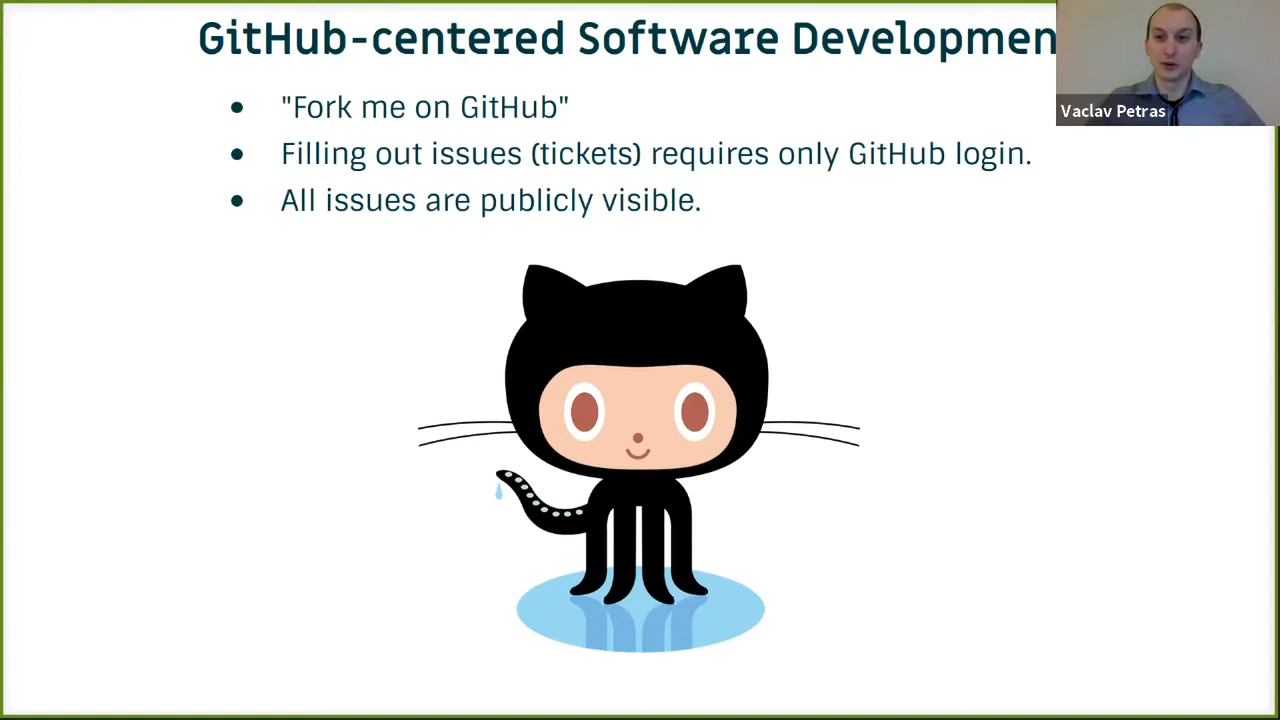 GitHub-centered Software Developmen
Vaclav Petras
"Fork me on GitHub"
Filling out issues (tickets) requires only GitHub login.
All issues are publicly visible.